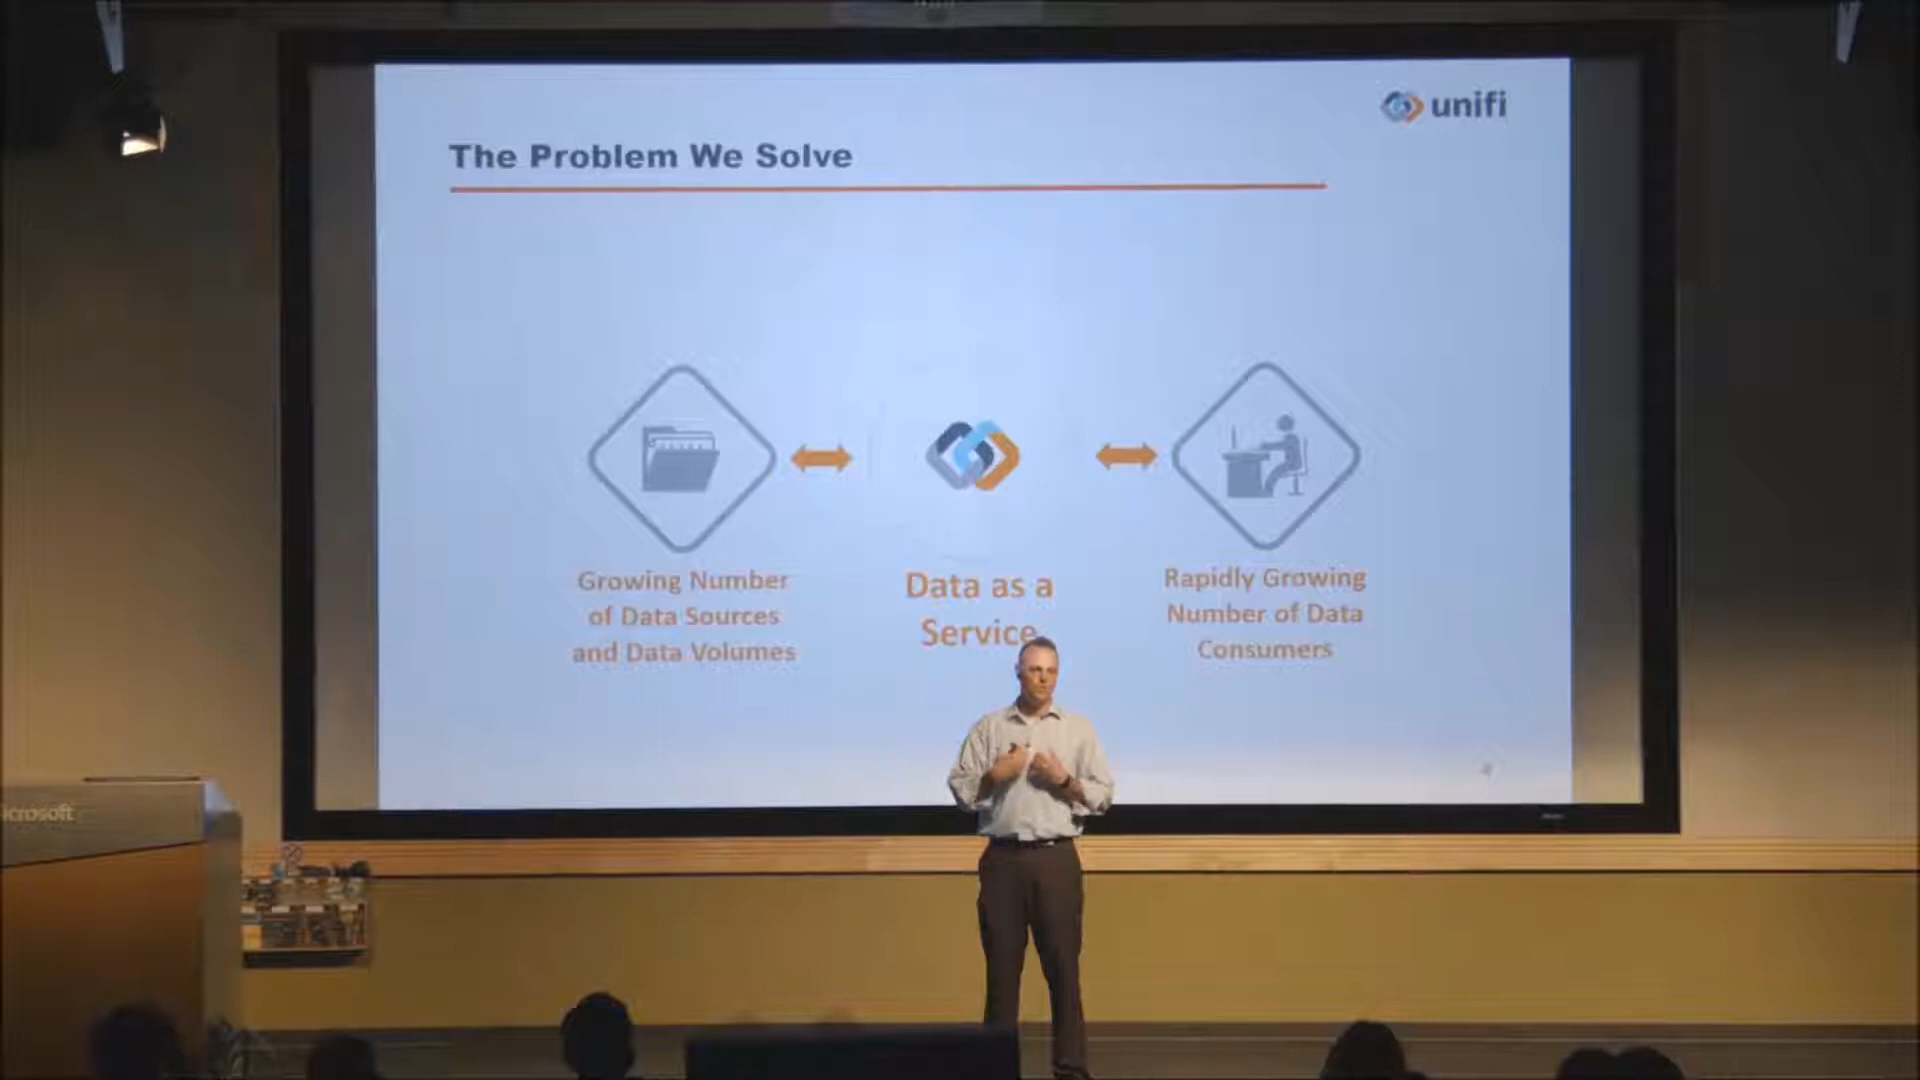 unifi
The Problem We Solve
Growing Number
of Data Sources
and Data Volumes
Data as a
Service
Rapidly Growing
Number of Data
Consumers
icrosoft